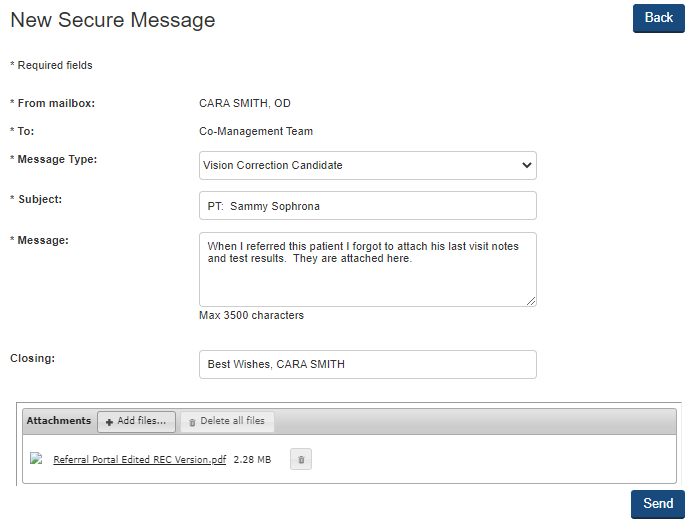 New Secure Message
Back
* Required fields
* From mailbox: CARA SMITH, OD
* To: Co-Management Team
* Message Type: Vision Correction Candidate
* Subject: PT:  Sammy Sophrona
* Message: When I referred this patient I forgot to attach his last visit notes
and test results.  They are attached here.
Max 3500 characters
Closing: Best Wishes, CARA SMITH
Attachments Add files... Delete all files
Referral Portal Edited REC Version.pdf 2.28 MB
Send